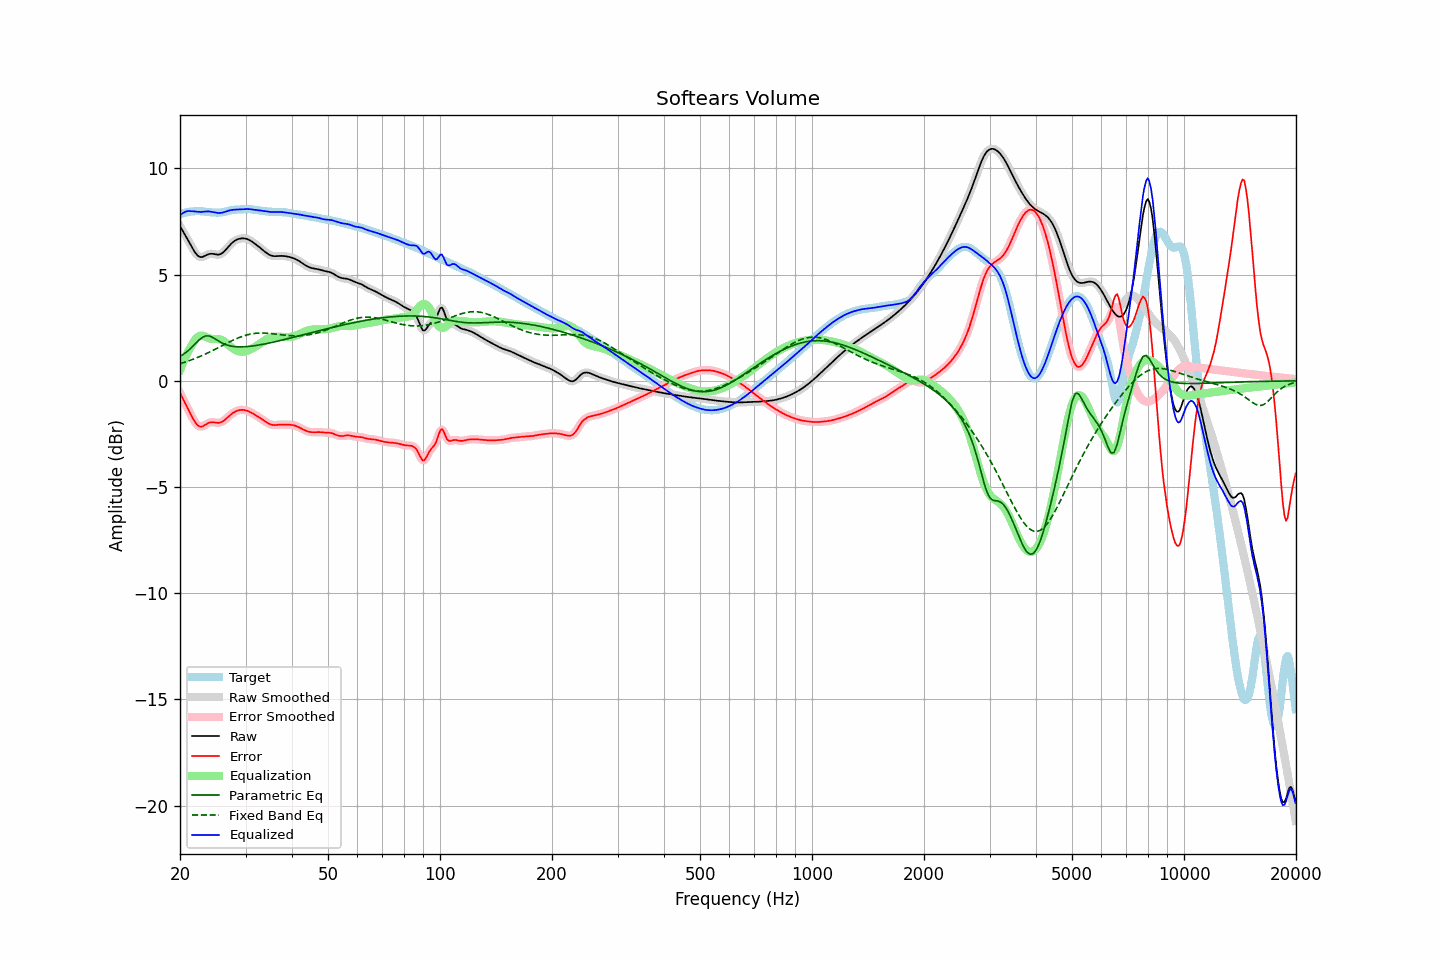 Softears Volume
Amplitude (dBr)
10
5
0
−5
−10
−15
−20
Target
Raw Smoothed
Error Smoothed
Raw
Error
Equalization
Parametric Eq
Fixed Band Eq
Equalized
20 50 100 200 500 1000 2000 5000 10000 20000
Frequency (Hz)